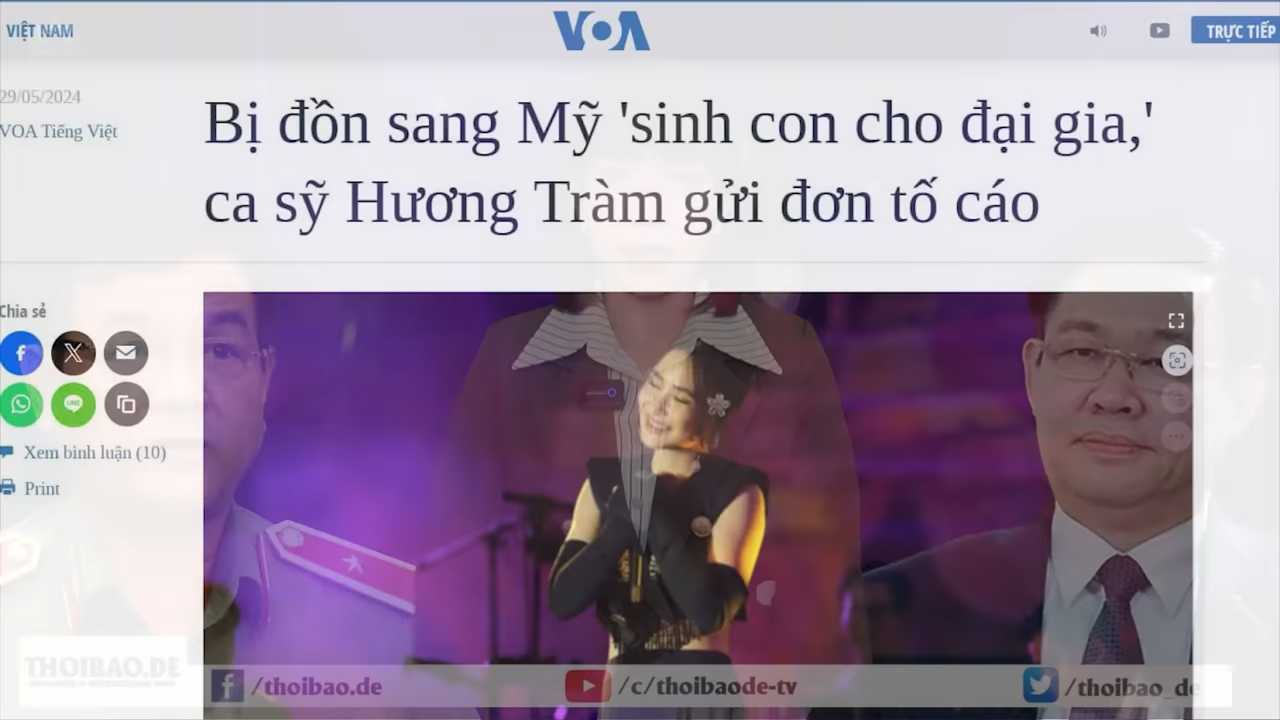 VIỆT NAM
VOA
TRỰC TIẾP
29/05/2024
VOA Tiếng Việt
Bị đồn sang Mỹ 'sinh con cho đại gia,'
ca sỹ Hương Tràm gửi đơn tố cáo
Chia sẻ
LINE
Xem bình luận (10)
Print
THOIBAO.DE
/thoibao.de
/c/thoibaode-tv
/thoibao_de